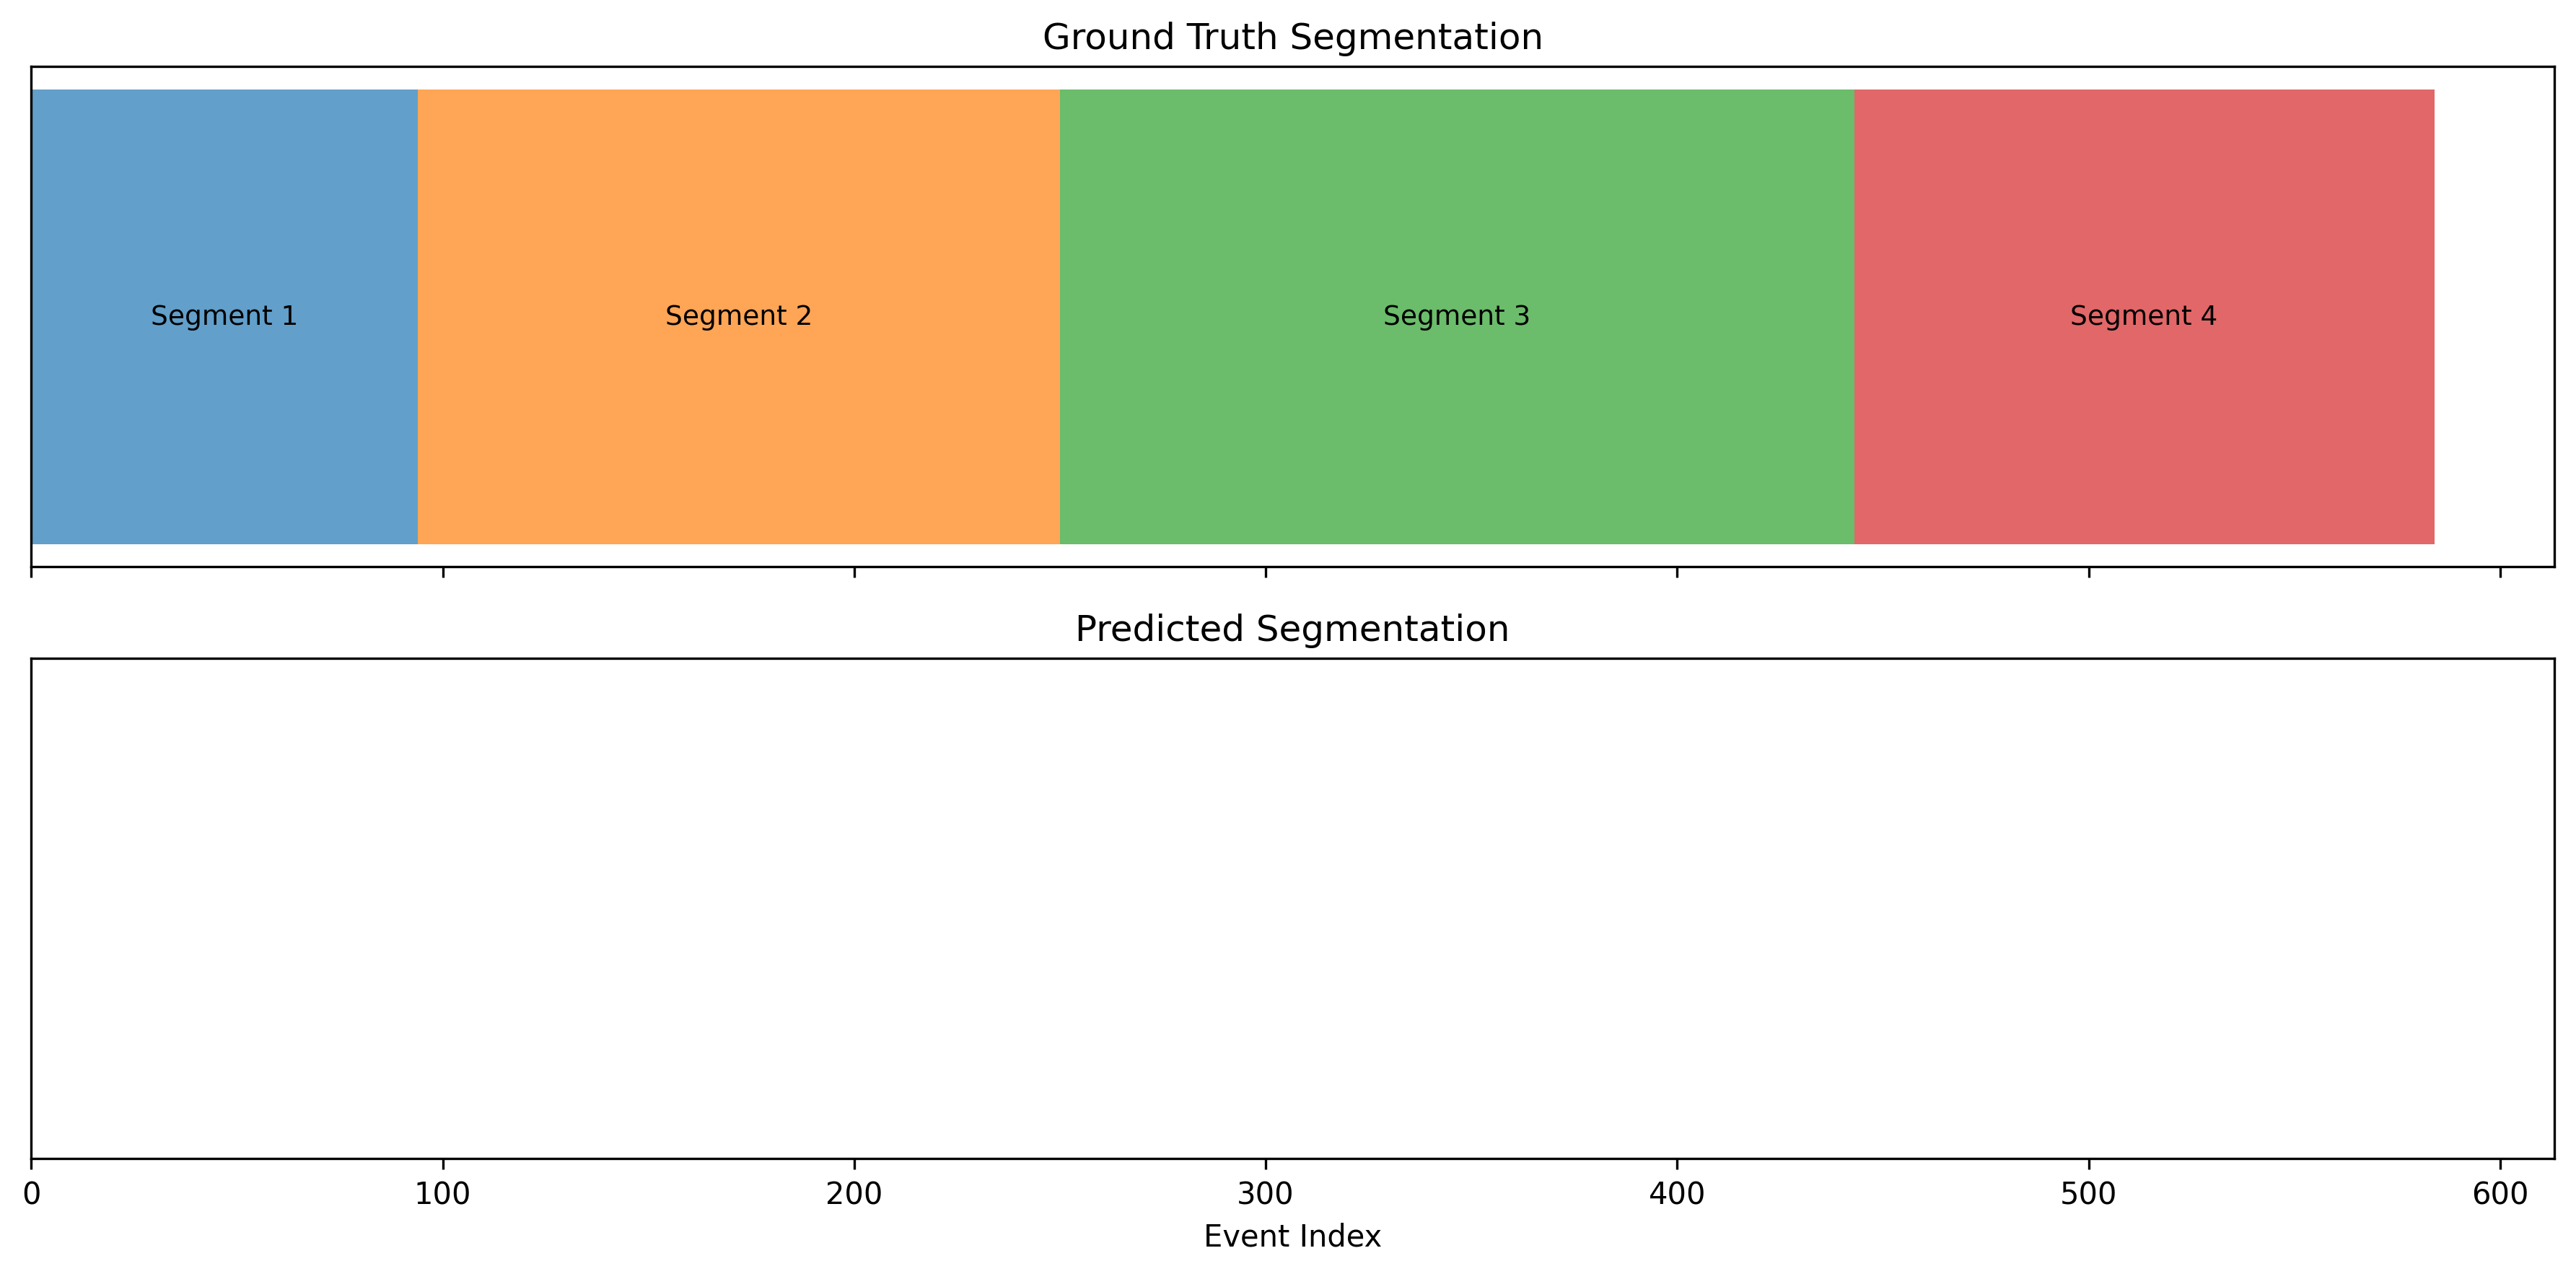 Ground Truth Segmentation
Segment 1 Segment 2 Segment 3 Segment 4
Predicted Segmentation
0 100 200 300 400 500 600
Event Index